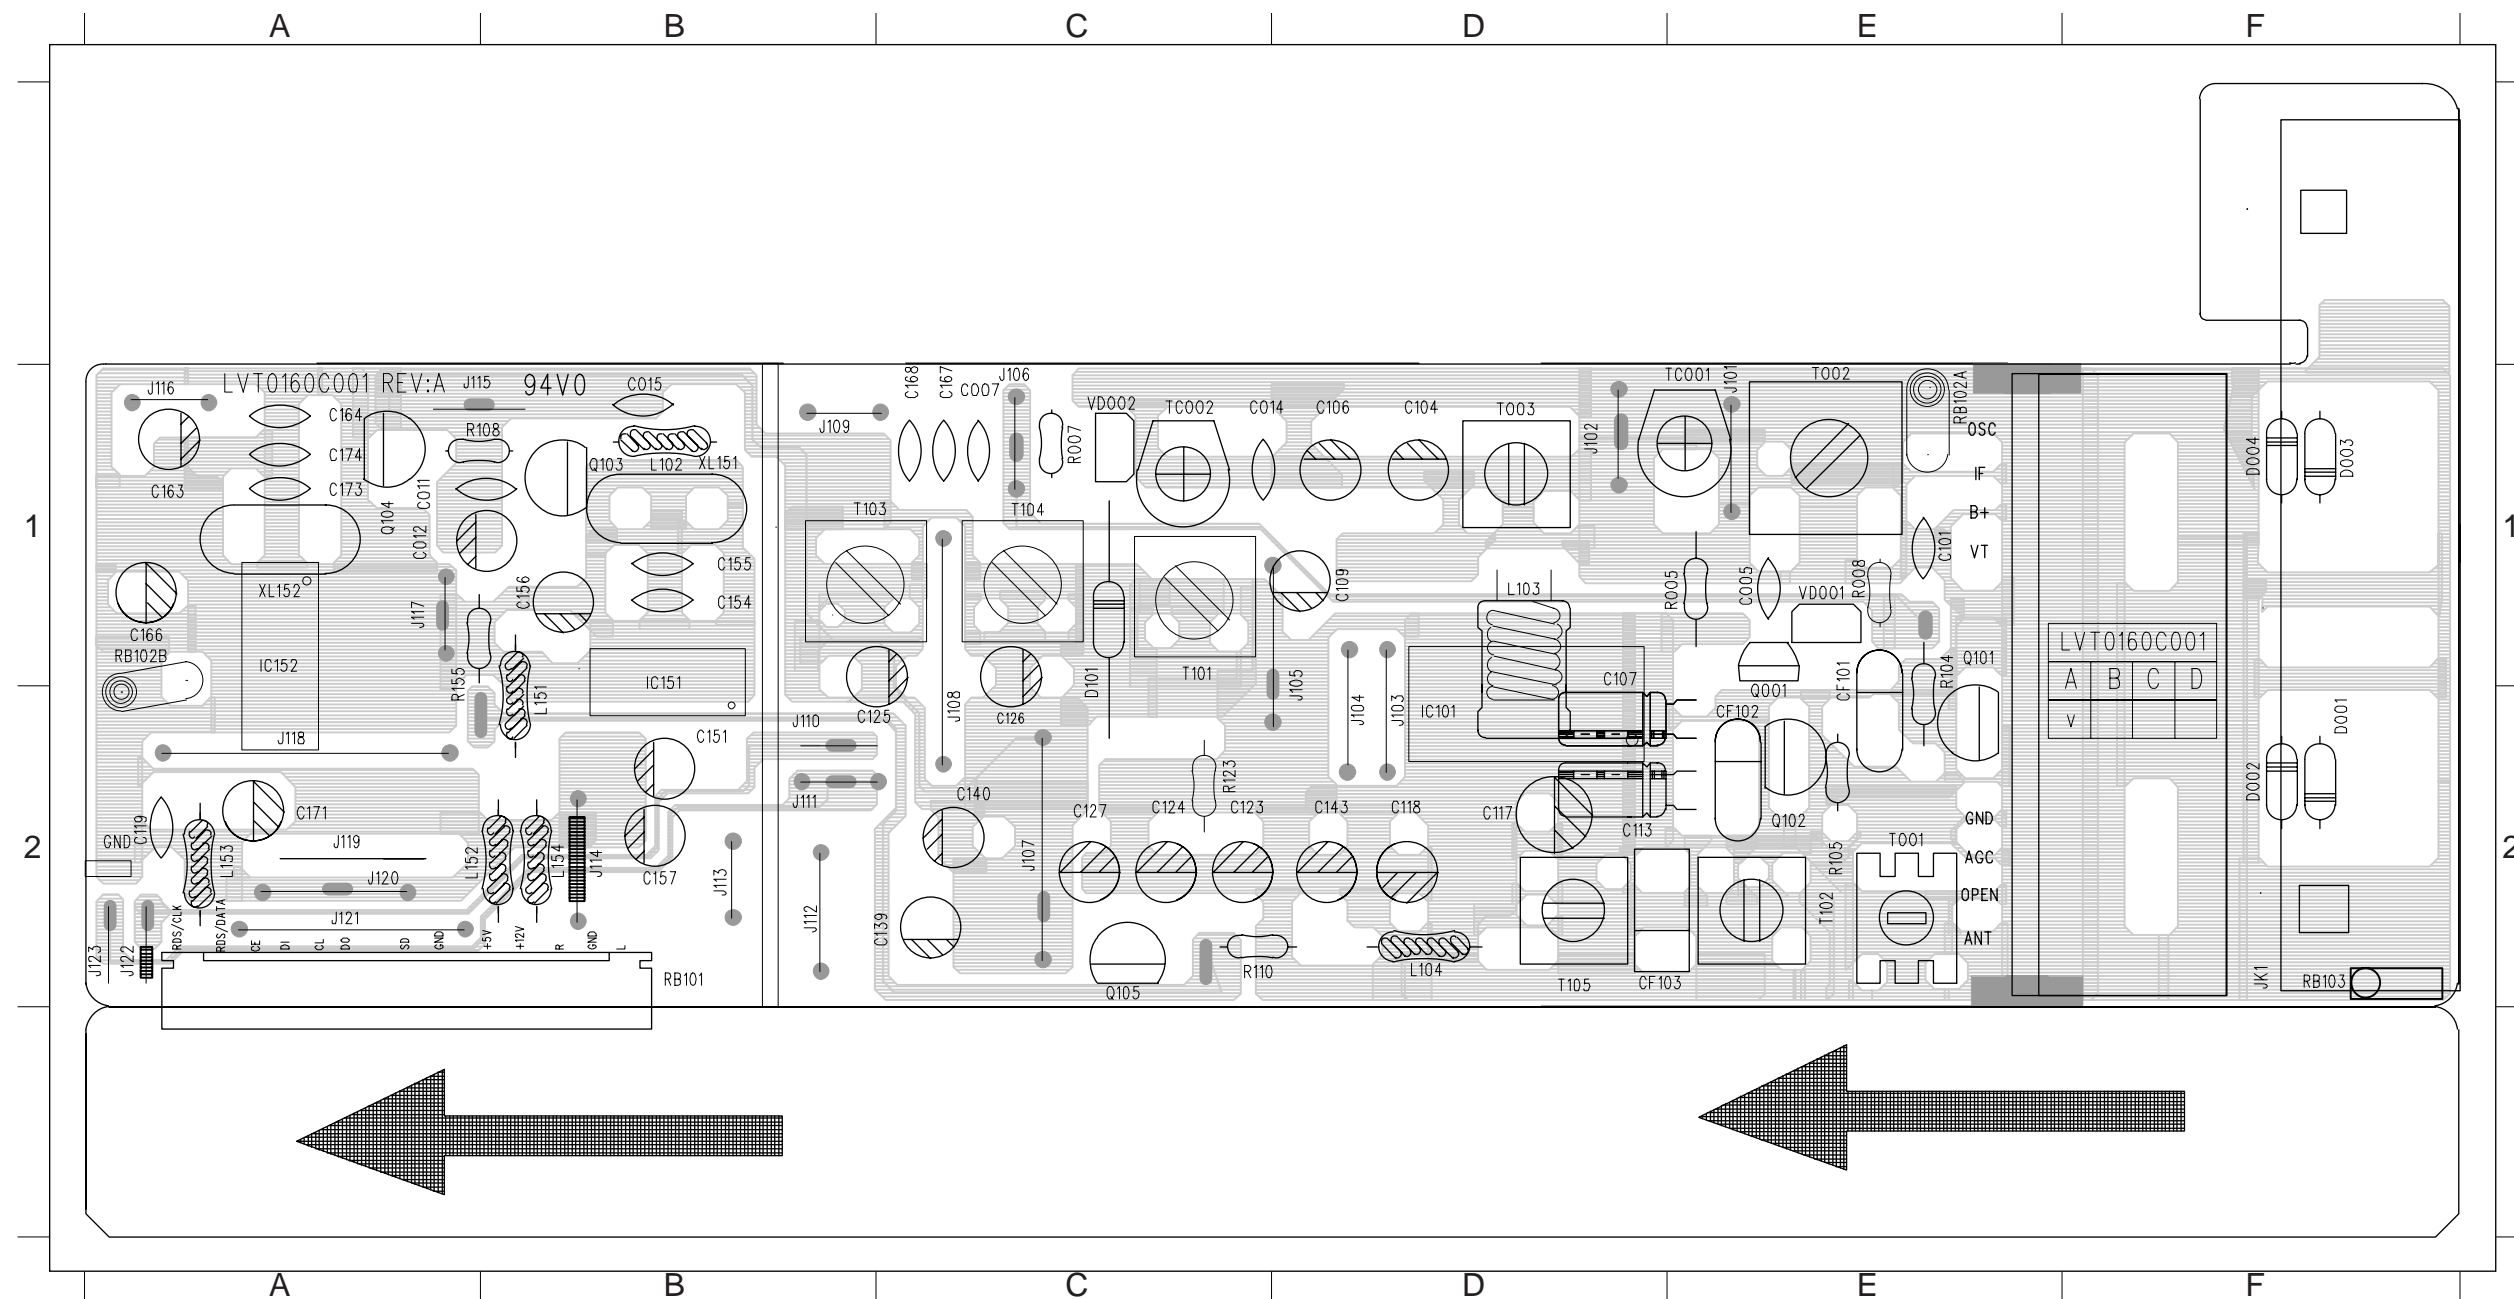 A B C D E F
LVT0160C001 REV:A
94V0
J116
J115
C015
C168
C167
C007
J106
VD002
TC002
C014
C106
C104
T003
J102
TC001
J101
T002
RB102A
OSC
C164
R108
J109
R007
D004
D003
C174
Q103
L102
XL151
IF
C163
C173
C011
Q104
T103
T104
B+
1
1
C012
C101
VT
C155
XL152
C156
C109
L103
R005
C005
VD001
R008
C154
J117
C166
LVT0160C001
RB102B
IC152
R155
IC151
D101
T101
C107
Q001
CF101
R104
Q101
A B C D
L151
J105
V
C125
J108
C126
J104
J103
IC101
CF102
D001
J110
J118
C151
R123
D002
J111
C140
C171
C127
C124
C123
C143
C118
C117
C113
Q102
GND
GND
C119
J119
T001
2
2
L153
L152
L154
J114
J107
R105
AGC
J120
C157
J113
OPEN
J121
J112
C139
T102
ANT
J123
J122
RDS/CLK
RDS/DATA
CE
DI
CL
DO
SD
GND
+5V
+12V
R
GND
L
RB101
Q105
R110
L104
T105
CF103
JK1
RB103
A B C D E F